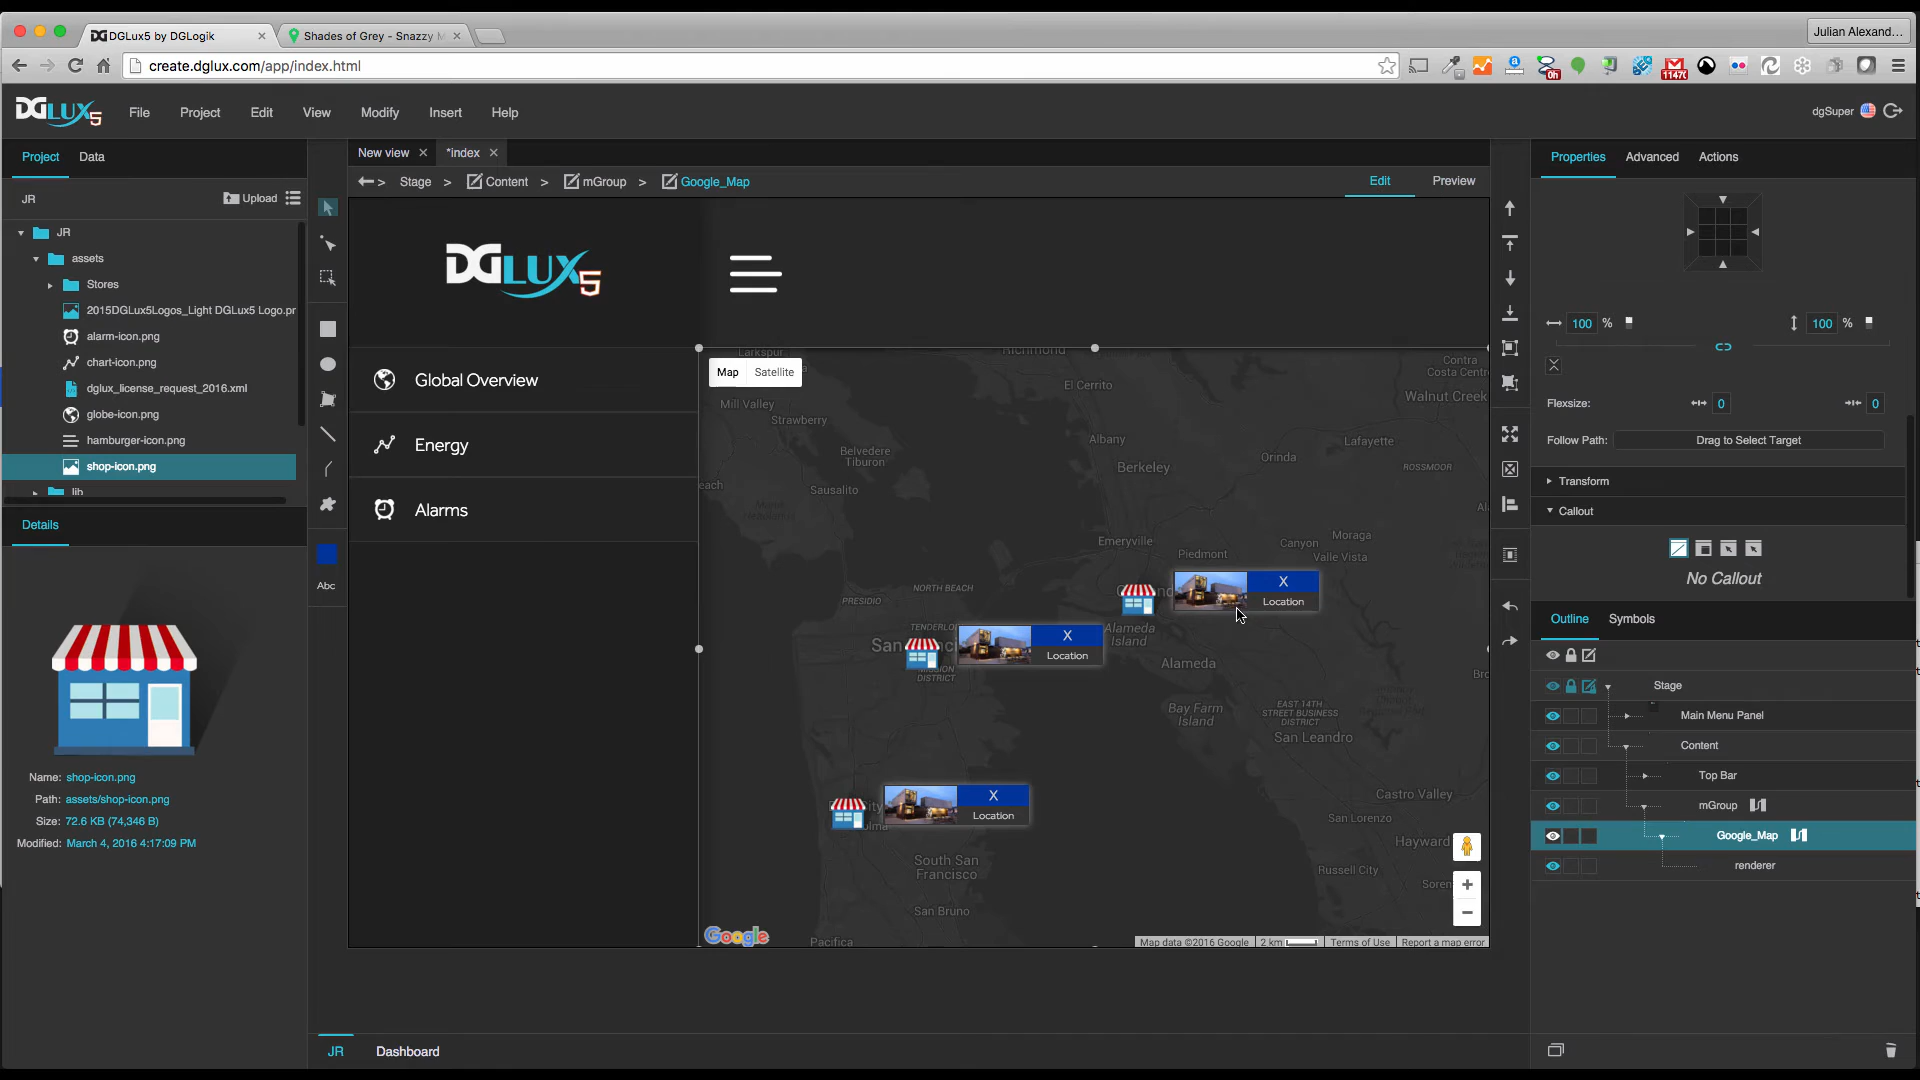 DGLux5 by DGLogik
Shades of Grey - Snazzy M
Julian Alexand...
create.dglux.com/app/index.html
0h
1147(
DGLUX5
File
Project
Edit
View
Modify
Insert
Help
dgSuper
Project
Data
New view
*index
Properties
Advanced
Actions
JR
Upload
Stage > Content > mGroup > Google_Map
Edit
Preview
JR
assets
Stores
2015DGLux5Logos_Light DGLux5 Logo.pr
alarm-icon.png
chart-icon.png
dglux_license_request_2016.xml
globe-icon.png
hamburger-icon.png
shop-icon.png
lib
Details
Name: shop-icon.png
Path: assets/shop-icon.png
Size: 72.6 KB (74,346 B)
Modified: March 4, 2016 4:17:09 PM
Abc
DGLUX5
Global Overview
Energy
Alarms
Map
Satellite
Larkspur
Richmond
Contra
Costa Centre
El Cerrito
Walnut Creek
Mill Valley
Strawberry
Albany
Lafayette
Belvedere
Tiburon
Orinda
Berkeley
ROSSMOOR
each
Sausalito
Emeryville
Moraga
Canyon
Valle Vista
Piedmont
NORTH BEACH
PRESIDIO
X
Location
TENDERLOIN
Alameda
Island
X
Location
MISSION
DISTRICT
Alameda
EAST 14TH
STREET BUSINESS
DISTRICT
Bay Farm
Island
San Leandro
X
Location
Castro Valley
San Lorenzo
Hayward
South San
Francisco
Russell City
San Bruno
Pacifica
Google
Map data ©2016 Google
2 km
Terms of Use
Report a map error
100 %
100 %
Flexsize:
0
0
Follow Path:
Drag to Select Target
Transform
Callout
No Callout
Outline
Symbols
Stage
Main Menu Panel
Content
Top Bar
mGroup
Google_Map
renderer
JR
Dashboard